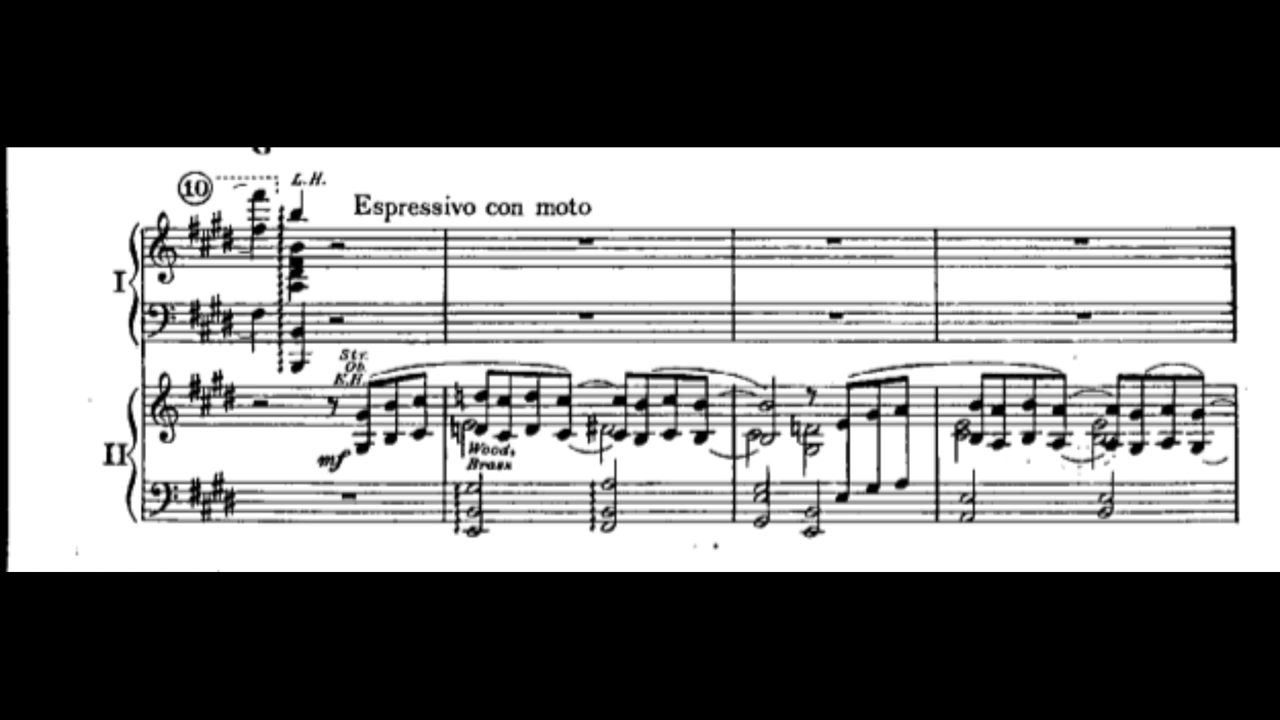 10
L.H.
Espressivo con moto
I
Str.
Ob.
E.H.
II
mf
Wood,
Brass